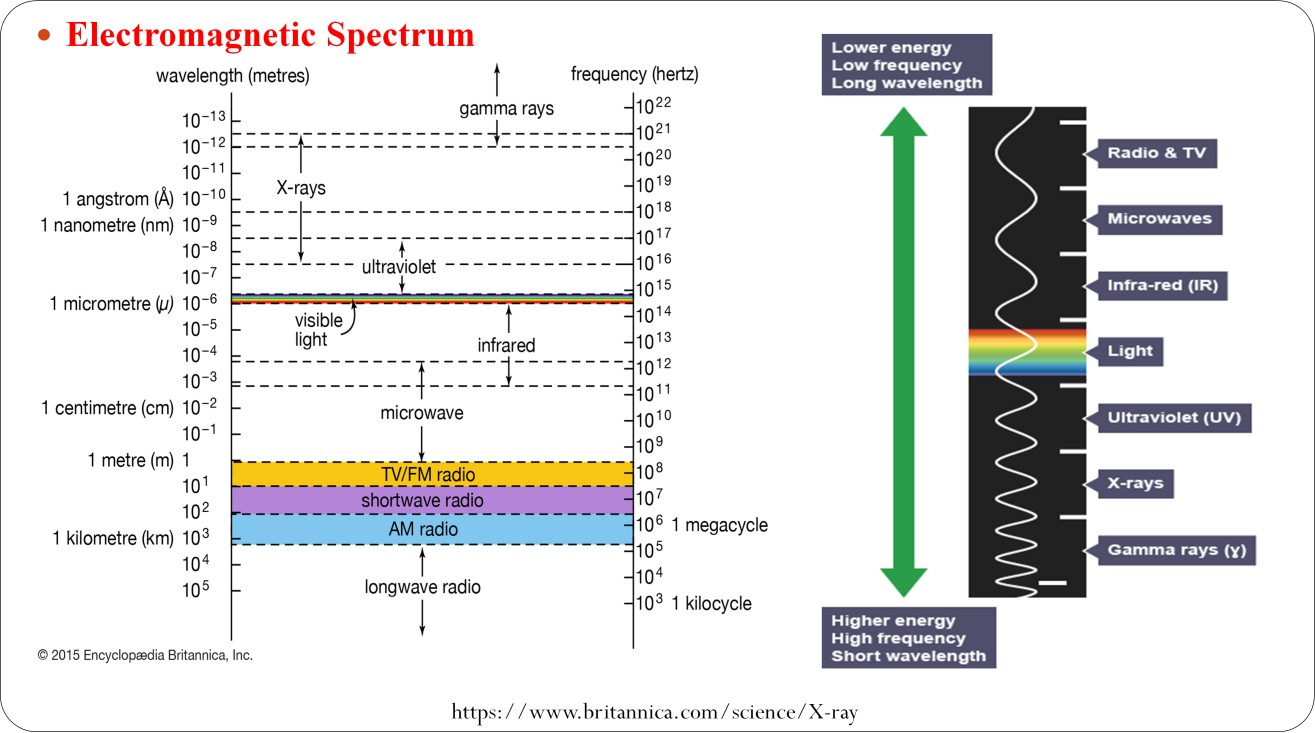 • Electromagnetic Spectrum
wavelength (metres)
frequency (hertz)
gamma rays
10⁻¹³
10⁻¹²
10⁻¹¹
1 angstrom (Å) 10⁻¹⁰
1 nanometre (nm) 10⁻⁹
10⁻⁸
10⁻⁷
1 micrometre (μ) 10⁻⁶
10⁻⁵
10⁻⁴
10⁻³
1 centimetre (cm) 10⁻²
10⁻¹
1 metre (m) 1
10¹
10²
1 kilometre (km) 10³
10⁴
10⁵
X-rays
ultraviolet
visible
light
infrared
microwave
TV/FM radio
shortwave radio
AM radio
longwave radio
10²²
10²¹
10²⁰
10¹⁹
10¹⁸
10¹⁷
10¹⁶
10¹⁵
10¹⁴
10¹³
10¹²
10¹¹
10¹⁰
10⁹
10⁸
10⁷
10⁶ 1 megacycle
10⁵
10⁴
10³ 1 kilocycle
© 2015 Encyclopædia Britannica, Inc.
Lower energy
Low frequency
Long wavelength
Radio & TV
Microwaves
Infra-red (IR)
Light
Ultraviolet (UV)
X-rays
Gamma rays (ɣ)
Higher energy
High frequency
Short wavelength
https://www.britannica.com/science/X-ray